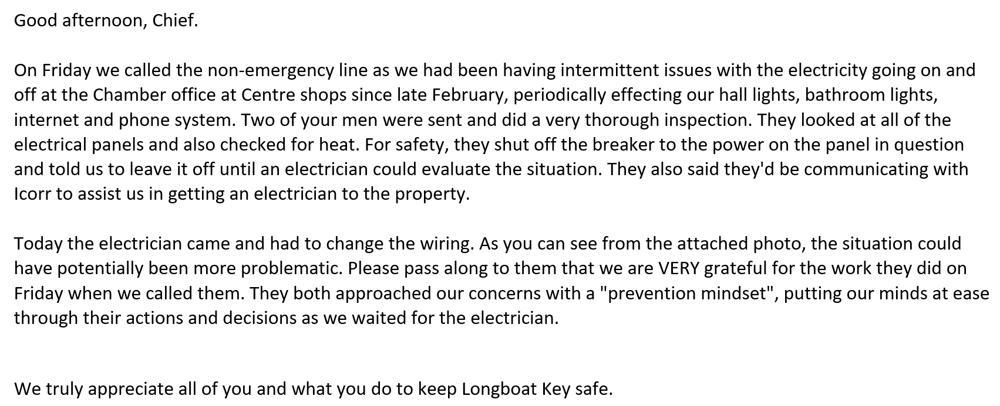 Good afternoon, Chief.
On Friday we called the non-emergency line as we had been having intermittent issues with the electricity going on and
off at the Chamber office at Centre shops since late February, periodically effecting our hall lights, bathroom lights,
internet and phone system. Two of your men were sent and did a very thorough inspection. They looked at all of the
electrical panels and also checked for heat. For safety, they shut off the breaker to the power on the panel in question
and told us to leave it off until an electrician could evaluate the situation. They also said they'd be communicating with
Icorr to assist us in getting an electrician to the property.
Today the electrician came and had to change the wiring. As you can see from the attached photo, the situation could
have potentially been more problematic. Please pass along to them that we are VERY grateful for the work they did on
Friday when we called them. They both approached our concerns with a "prevention mindset", putting our minds at ease
through their actions and decisions as we waited for the electrician.
We truly appreciate all of you and what you do to keep Longboat Key safe.